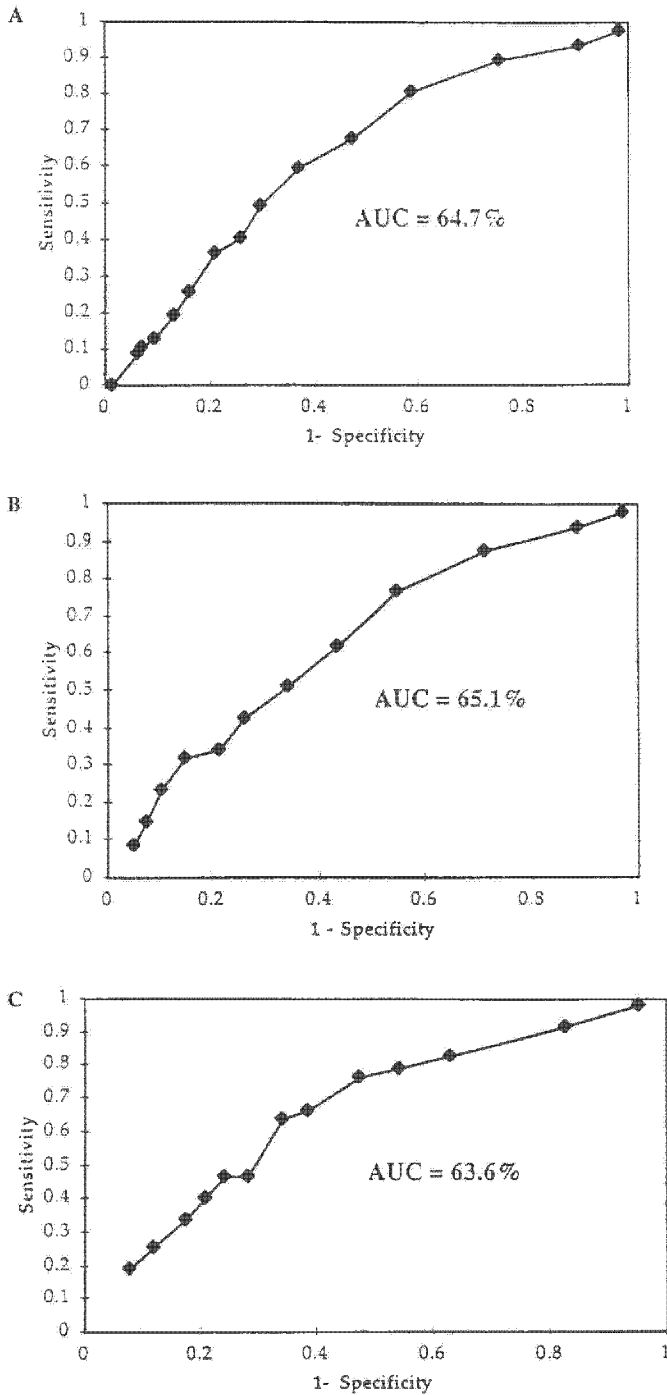 A
1
0.9
0.8
0.7
0.6
0.5
0.4
0.3
0.2
0.1
0
Sensitivity
AUC = 64.7%
0 0.2 0.4 0.6 0.8 1
1- Specificity
B
1
0.9
0.8
0.7
0.6
0.5
0.4
0.3
0.2
0.1
0
Sensitivity
AUC = 65.1%
0 0.2 0.4 0.6 0.8 1
1 - Specificity
C
1
0.9
0.8
0.7
0.6
0.5
0.4
0.3
0.2
0.1
0
Sensitivity
AUC = 63.6%
0 0.2 0.4 0.6 0.8 1
1- Specificity